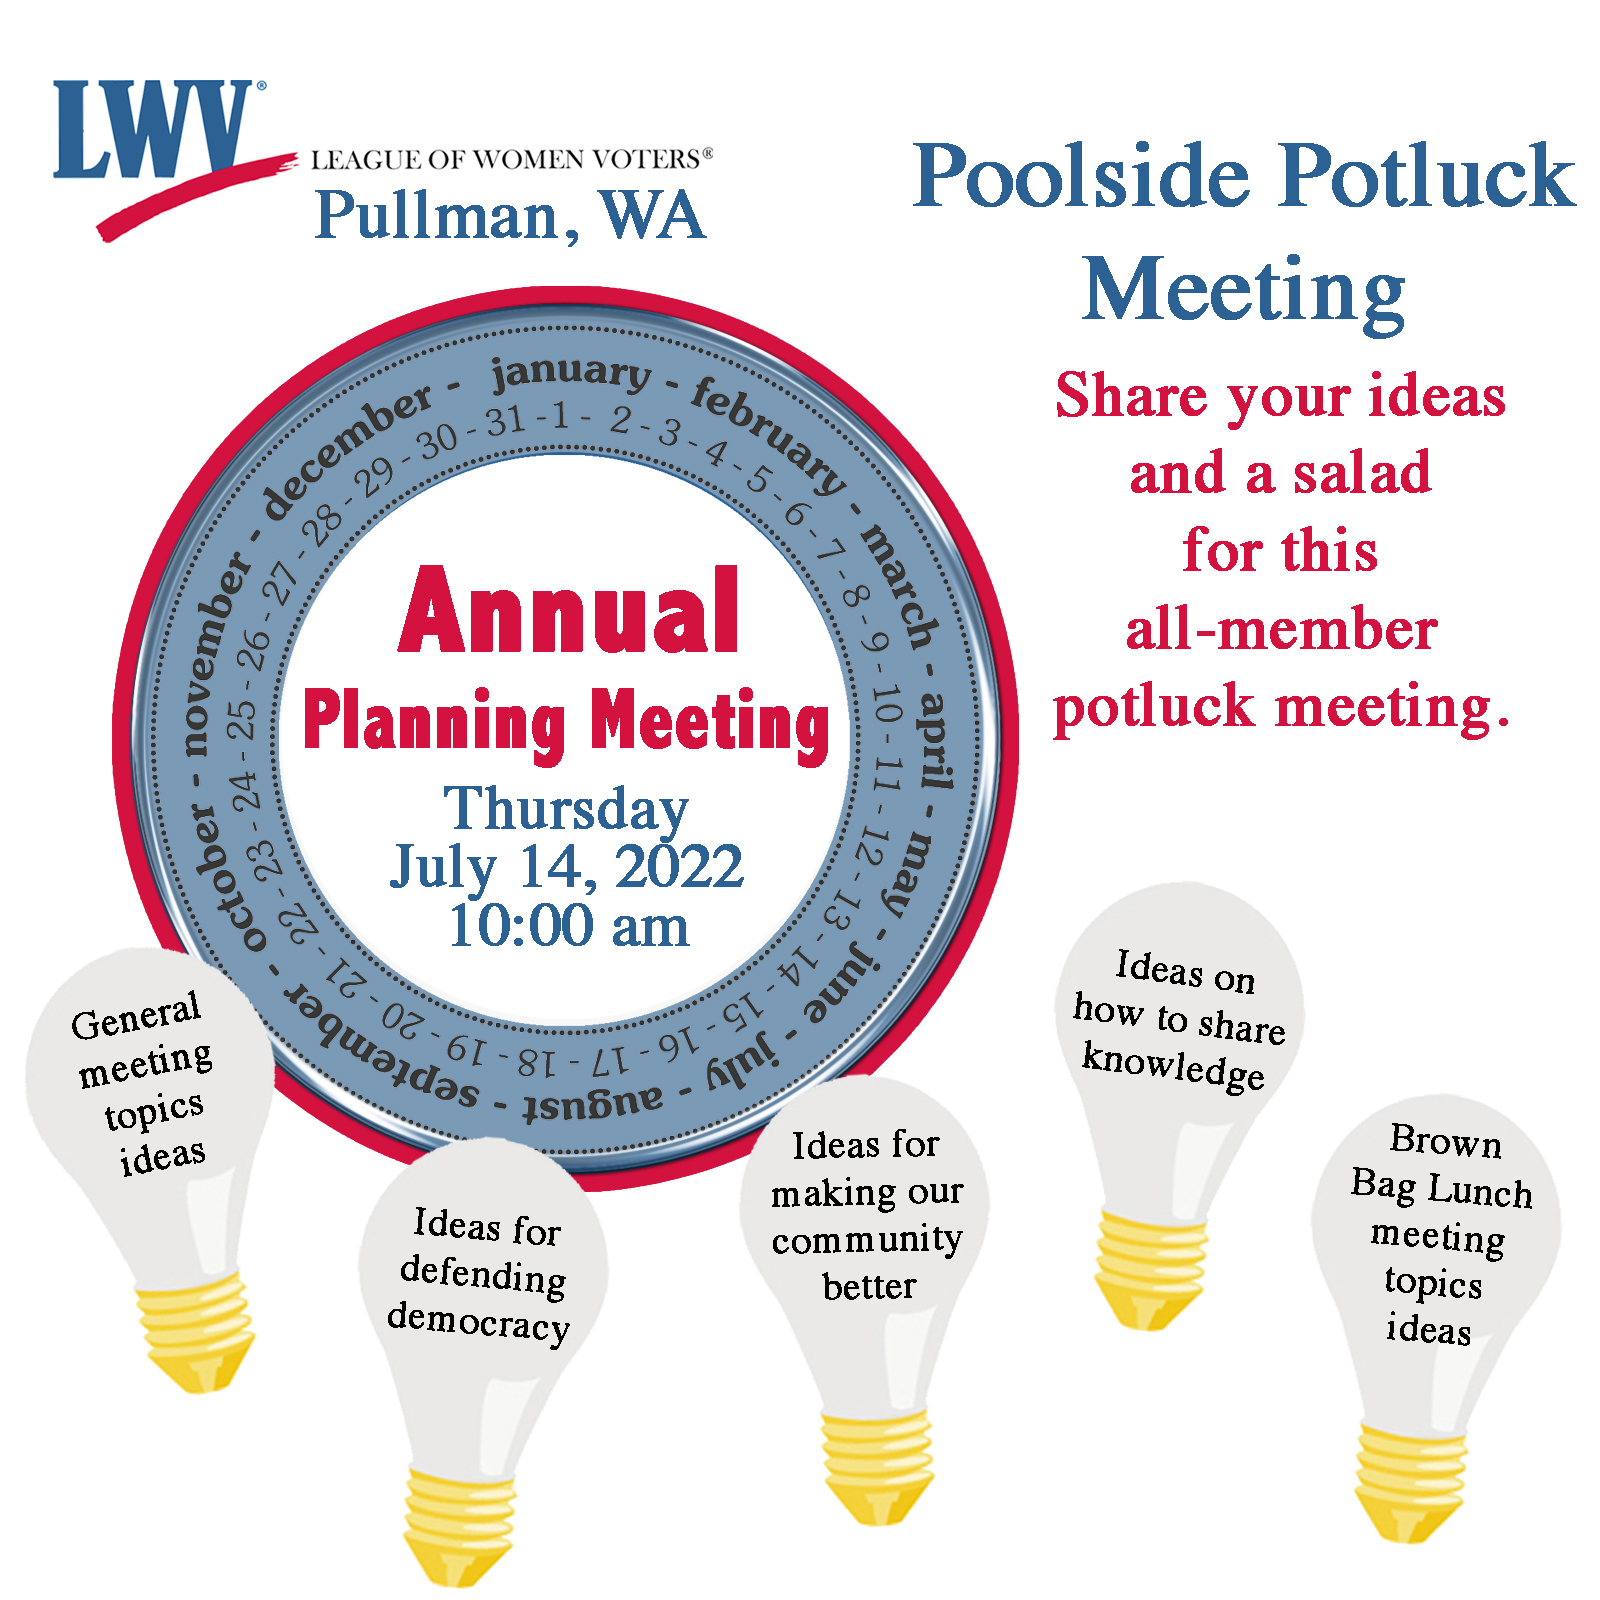 LWV®
LEAGUE OF WOMEN VOTERS®
Pullman, WA
Poolside Potluck
Meeting
Share your ideas
and a salad
for this
all-member
potluck meeting.
january - february - march - april - may - june - july - august - september - october - november - december -
1 - 2 - 3 - 4 - 5 - 6 - 7 - 8 - 9 - 10 - 11 - 12 - 13 - 14 - 15 - 16 - 17 - 18 - 19 - 20 - 21 - 22 - 23 - 24 - 25 - 26 - 27 - 28 - 29 - 30 - 31 -
Annual
Planning Meeting
Thursday
July 14, 2022
10:00 am
General
meeting
topics
ideas
Ideas for
defending
democracy
Ideas for
making our
community
better
Ideas on
how to share
knowledge
Brown
Bag Lunch
meeting
topics
ideas